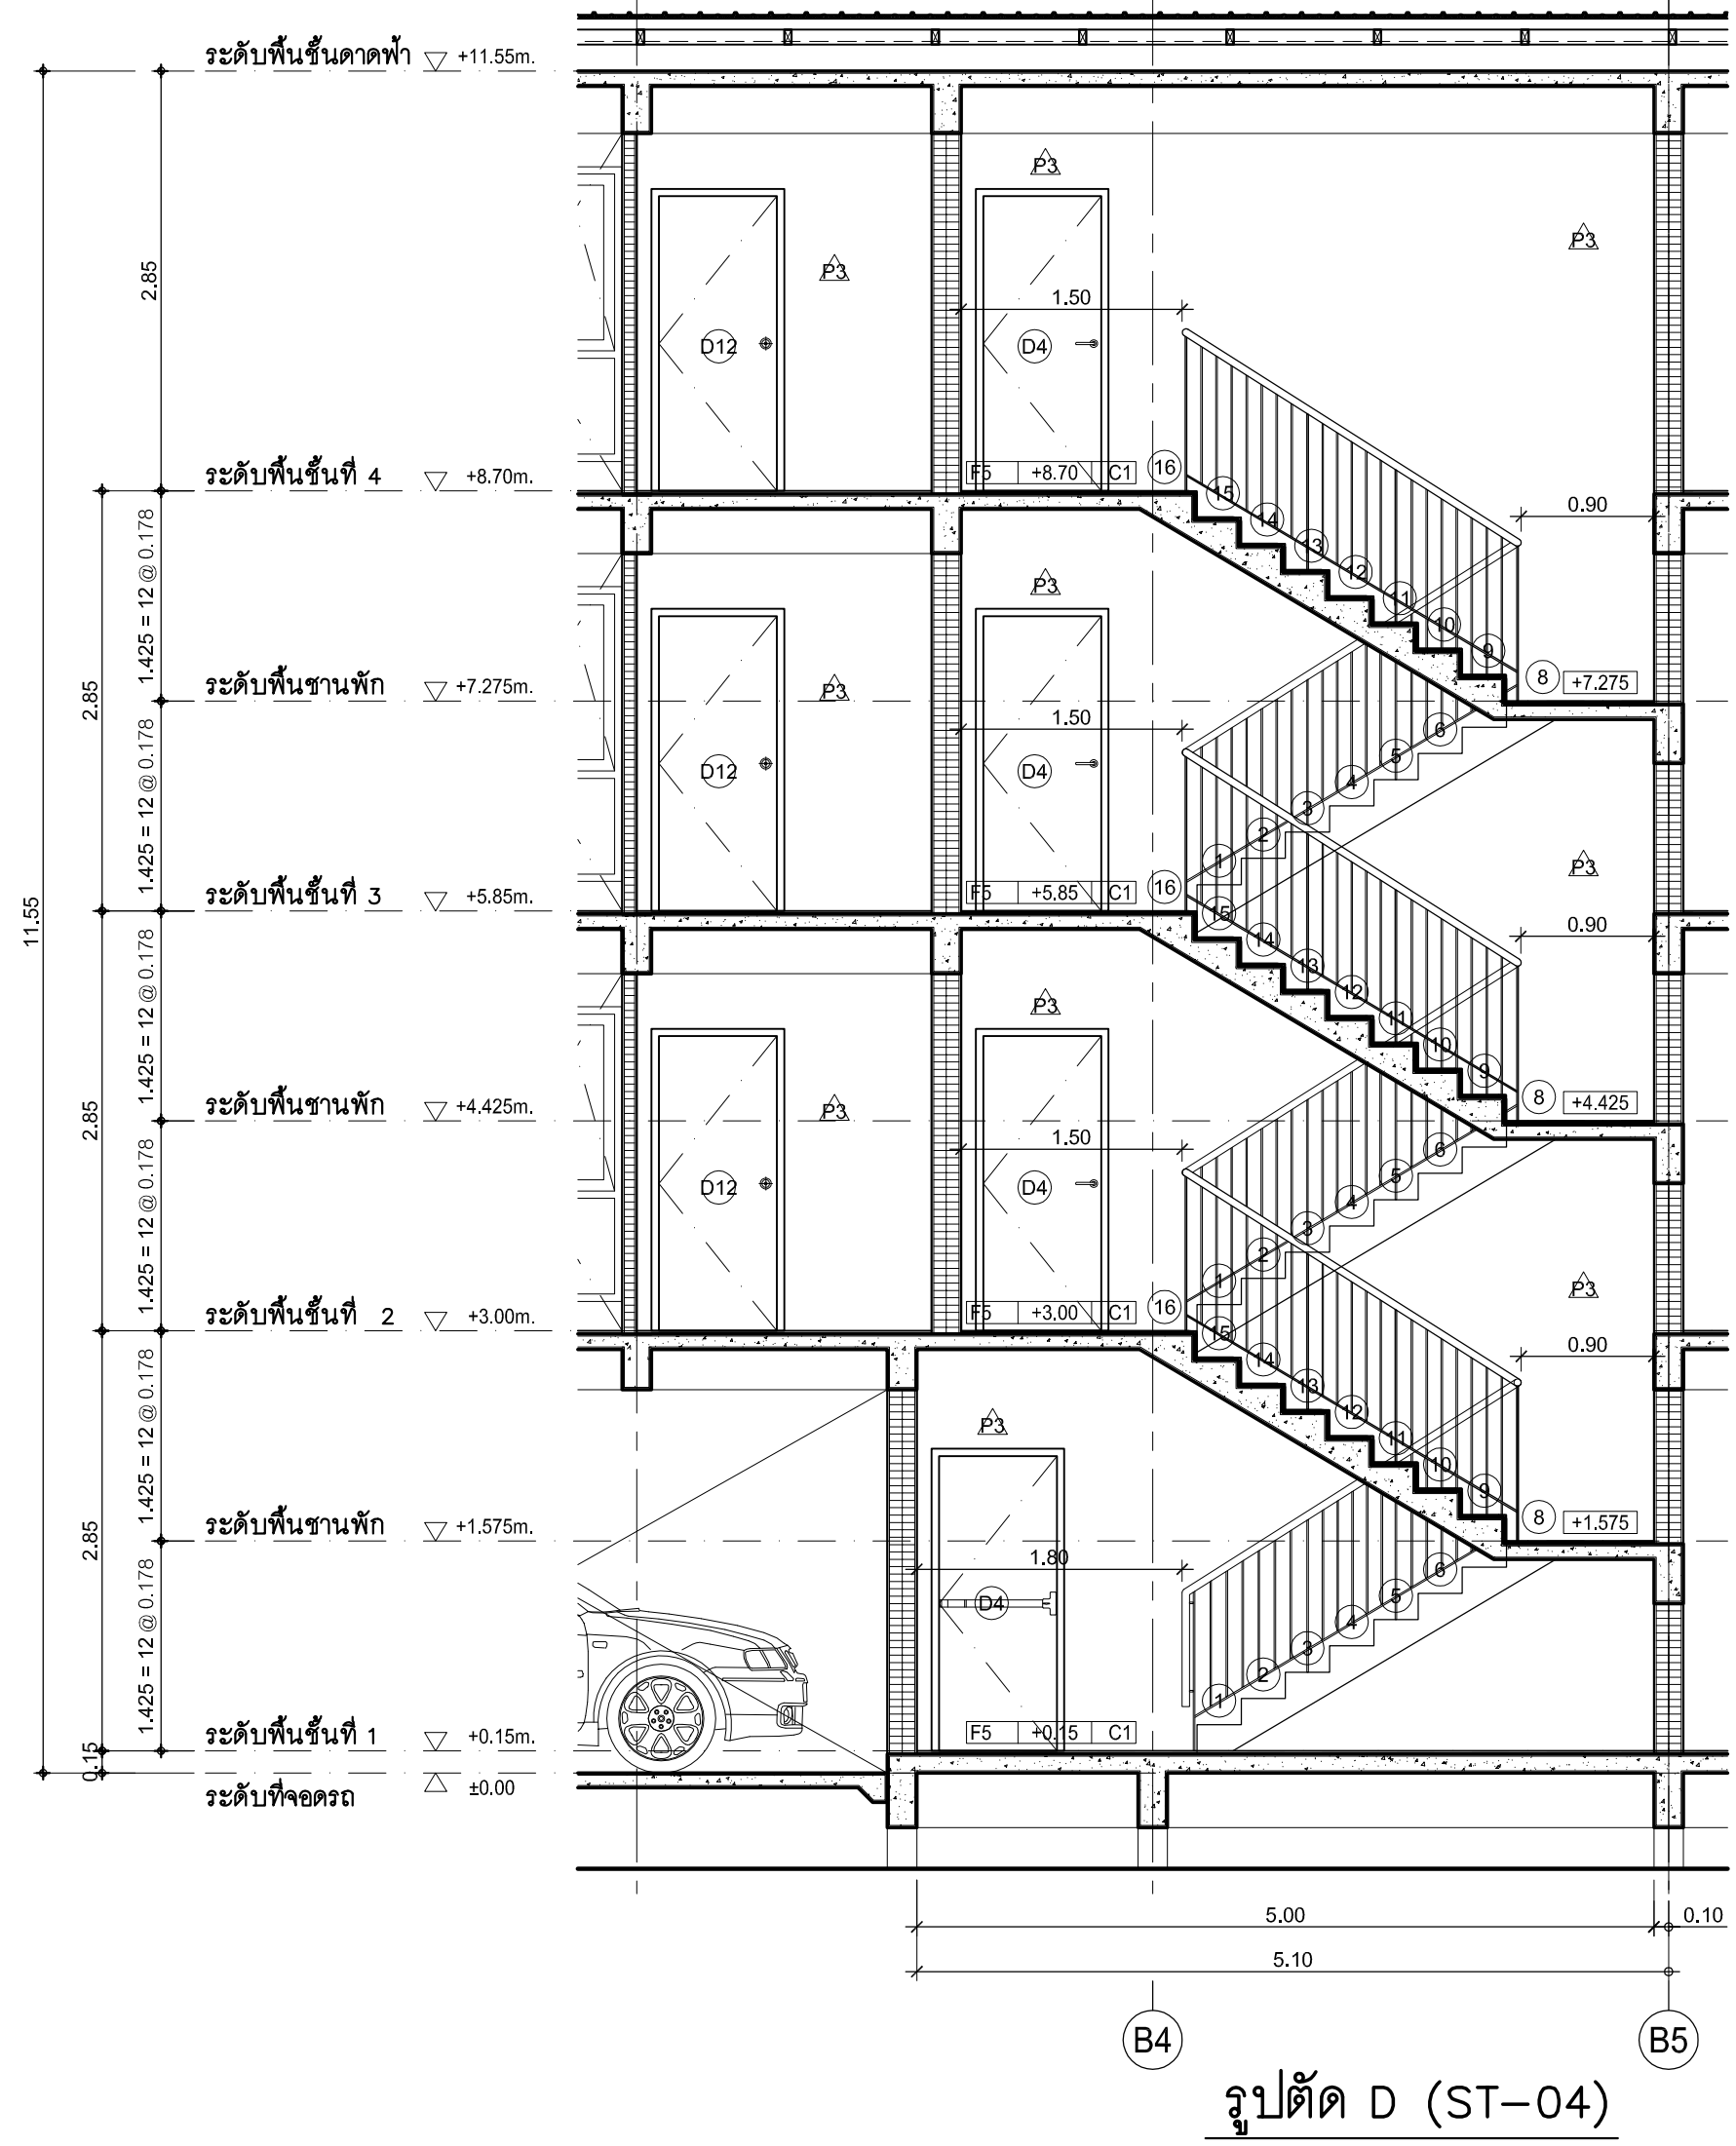 ระดับพื้นชั้นดาดฟ้า +11.55m.
P3
2.85
P3
P3
1.50
D12
D4
ระดับพื้นชั้นที่ 4 +8.70m.
F5 +8.70 C1
16
15
14
13
12
11
10
9
0.90
1.425 = 12 @ 0.178
P3
8 +7.275
ระดับพื้นชานพัก +7.275m.
P3
2.85
1.50
D12
D4
6
5
4
3
2
1
1.425 = 12 @ 0.178
P3
ระดับพื้นชั้นที่ 3 +5.85m.
F5 +5.85 C1
16
15
14
13
12
11
10
9
0.90
11.55
1.425 = 12 @ 0.178
P3
8 +4.425
ระดับพื้นชานพัก +4.425m.
P3
2.85
1.50
D12
D4
6
5
4
3
2
1
1.425 = 12 @ 0.178
P3
ระดับพื้นชั้นที่ 2 +3.00m.
F5 +3.00 C1
16
15
14
13
12
11
10
9
0.90
1.425 = 12 @ 0.178
P3
8 +1.575
ระดับพื้นชานพัก +1.575m.
2.85
1.80
D4
6
5
4
3
2
1
1.425 = 12 @ 0.178
ระดับพื้นชั้นที่ 1 +0.15m.
F5 +0.15 C1
0.15
ระดับที่จอดรถ ±0.00
5.00 0.10
5.10
B4 B5
รูปตัด D (ST-04)